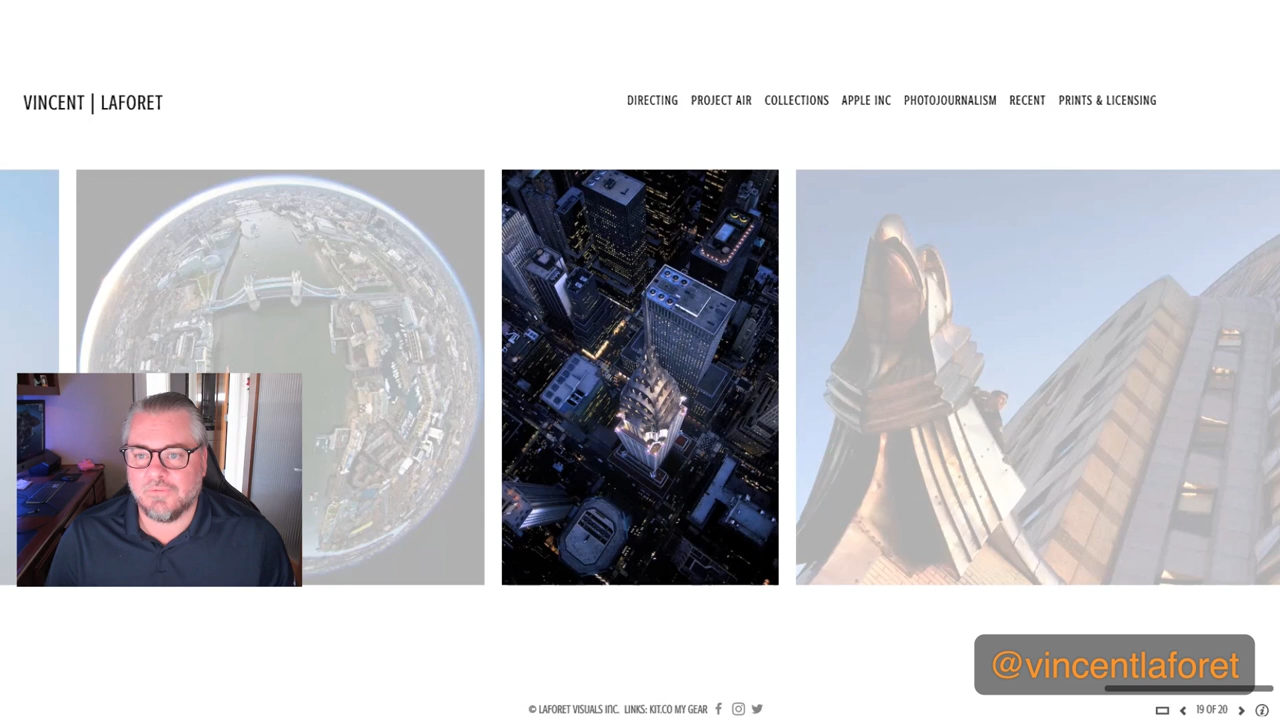 VINCENT | LAFORET
DIRECTING PROJECT AIR COLLECTIONS APPLE INC PHOTOJOURNALISM RECENT PRINTS & LICENSING
@vincentlaforet
© LAFORET VISUALS INC. LINKS: KIT.CO MY GEAR
19 OF 20